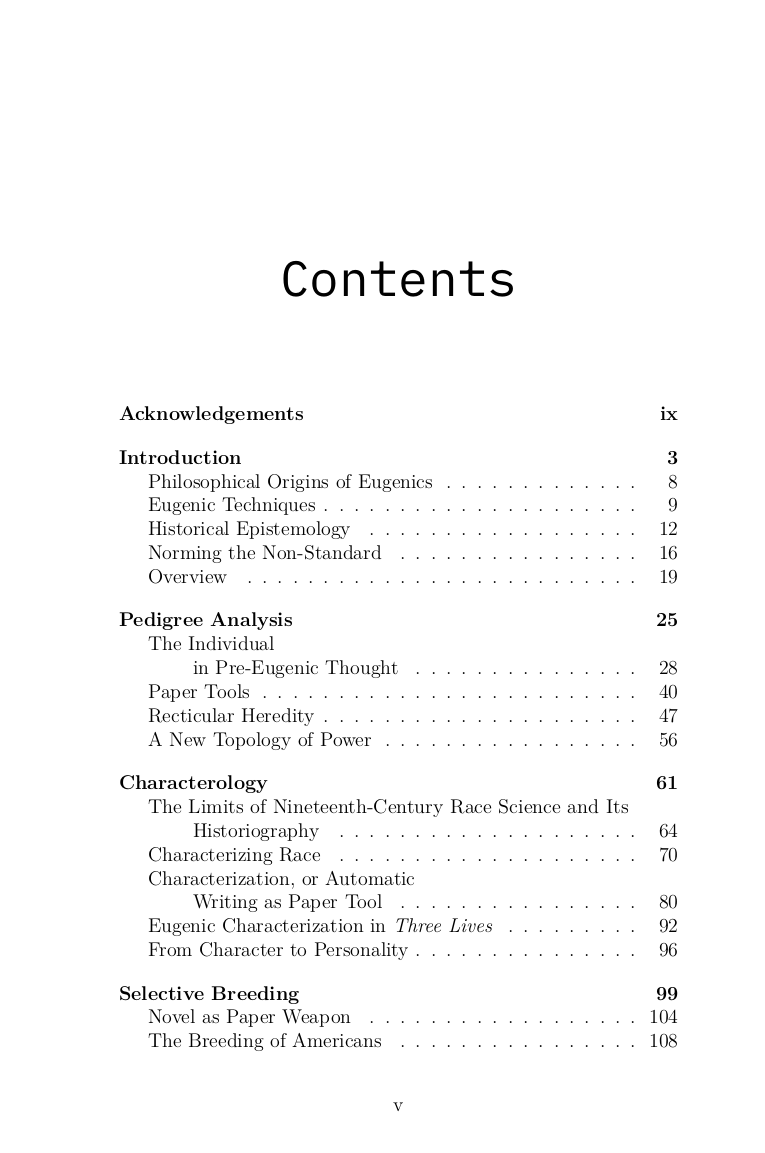 Contents
Acknowledgements ix
Introduction 3
Philosophical Origins of Eugenics . . . . . . . . . . . . . 8
Eugenic Techniques . . . . . . . . . . . . . . . . . . . . . 9
Historical Epistemology . . . . . . . . . . . . . . . . . . 12
Norming the Non-Standard . . . . . . . . . . . . . . . . 16
Overview . . . . . . . . . . . . . . . . . . . . . . . . . . 19
Pedigree Analysis 25
The Individual
in Pre-Eugenic Thought . . . . . . . . . . . . . . . 28
Paper Tools . . . . . . . . . . . . . . . . . . . . . . . . . 40
Recticular Heredity . . . . . . . . . . . . . . . . . . . . . 47
A New Topology of Power . . . . . . . . . . . . . . . . . 56
Characterology 61
The Limits of Nineteenth-Century Race Science and Its
Historiography . . . . . . . . . . . . . . . . . . . . 64
Characterizing Race . . . . . . . . . . . . . . . . . . . . 70
Characterization, or Automatic
Writing as Paper Tool . . . . . . . . . . . . . . . . 80
Eugenic Characterization in Three Lives . . . . . . . . . 92
From Character to Personality . . . . . . . . . . . . . . . 96
Selective Breeding 99
Novel as Paper Weapon . . . . . . . . . . . . . . . . . . 104
The Breeding of Americans . . . . . . . . . . . . . . . . 108
v